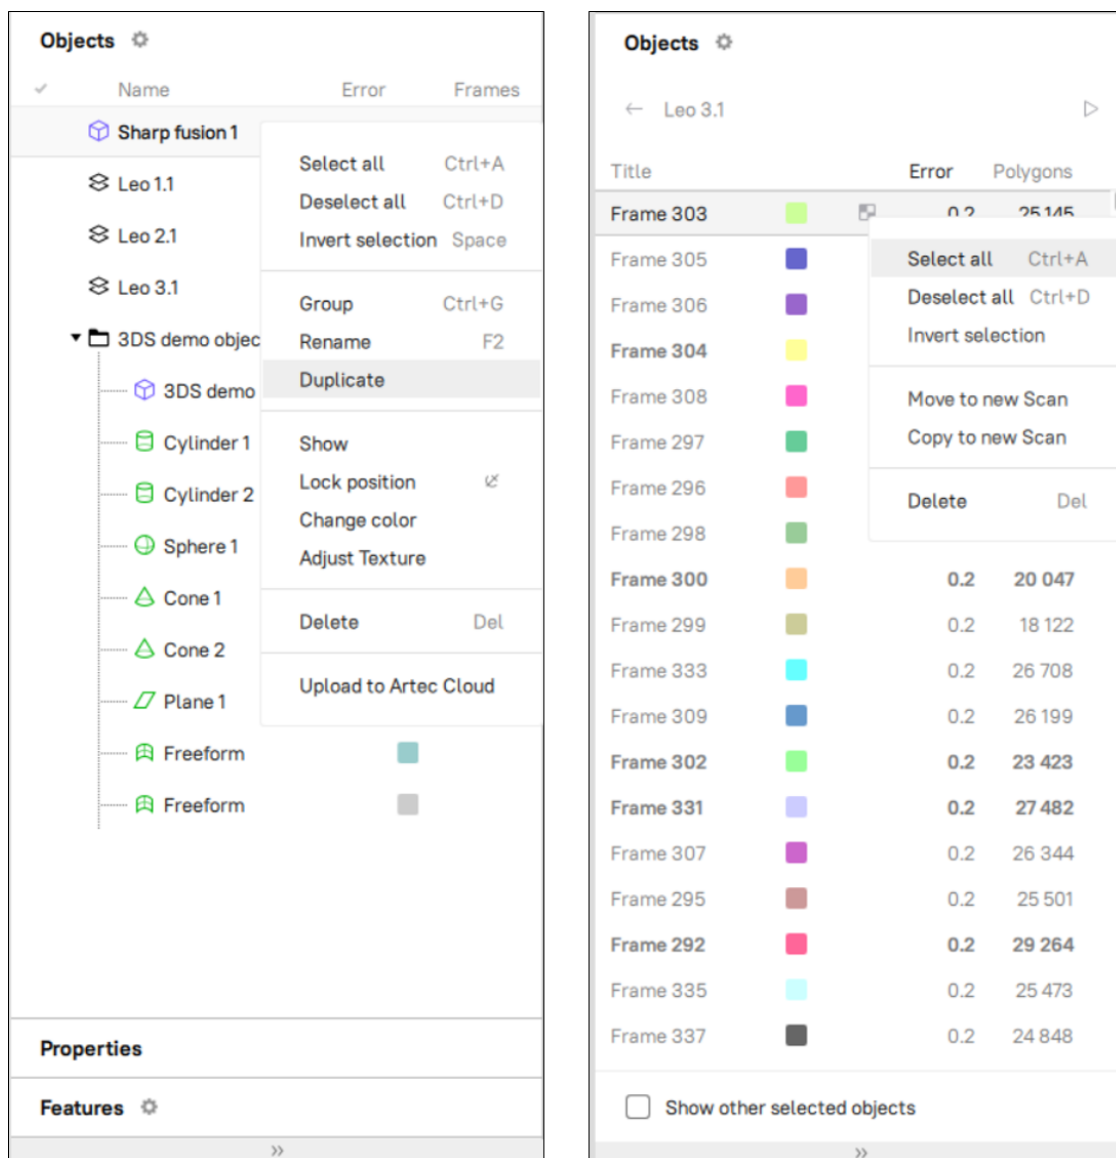 Objects
Name Error Frames
Sharp fusion 1
Leo 1.1
Leo 2.1
Leo 3.1
3DS demo objec
3DS demo
Cylinder 1
Cylinder 2
Sphere 1
Cone 1
Cone 2
Plane 1
Freeform
Freeform
Select all Ctrl+A
Deselect all Ctrl+D
Invert selection Space
Group Ctrl+G
Rename F2
Duplicate
Show
Lock position
Change color
Adjust Texture
Delete Del
Upload to Artec Cloud
Properties
Features
Objects
Leo 3.1
Title Error Polygons
Frame 303 0.2 25 145
Frame 305
Frame 306
Frame 304
Frame 308
Frame 297
Frame 296
Frame 298
Frame 300 0.2 20 047
Frame 299 0.2 18 122
Frame 333 0.2 26 708
Frame 309 0.2 26 199
Frame 302 0.2 23 423
Frame 331 0.2 27 482
Frame 307 0.2 26 344
Frame 295 0.2 25 501
Frame 292 0.2 29 264
Frame 335 0.2 25 473
Frame 337 0.2 24 848
Select all Ctrl+A
Deselect all Ctrl+D
Invert selection
Move to new Scan
Copy to new Scan
Delete Del
Show other selected objects